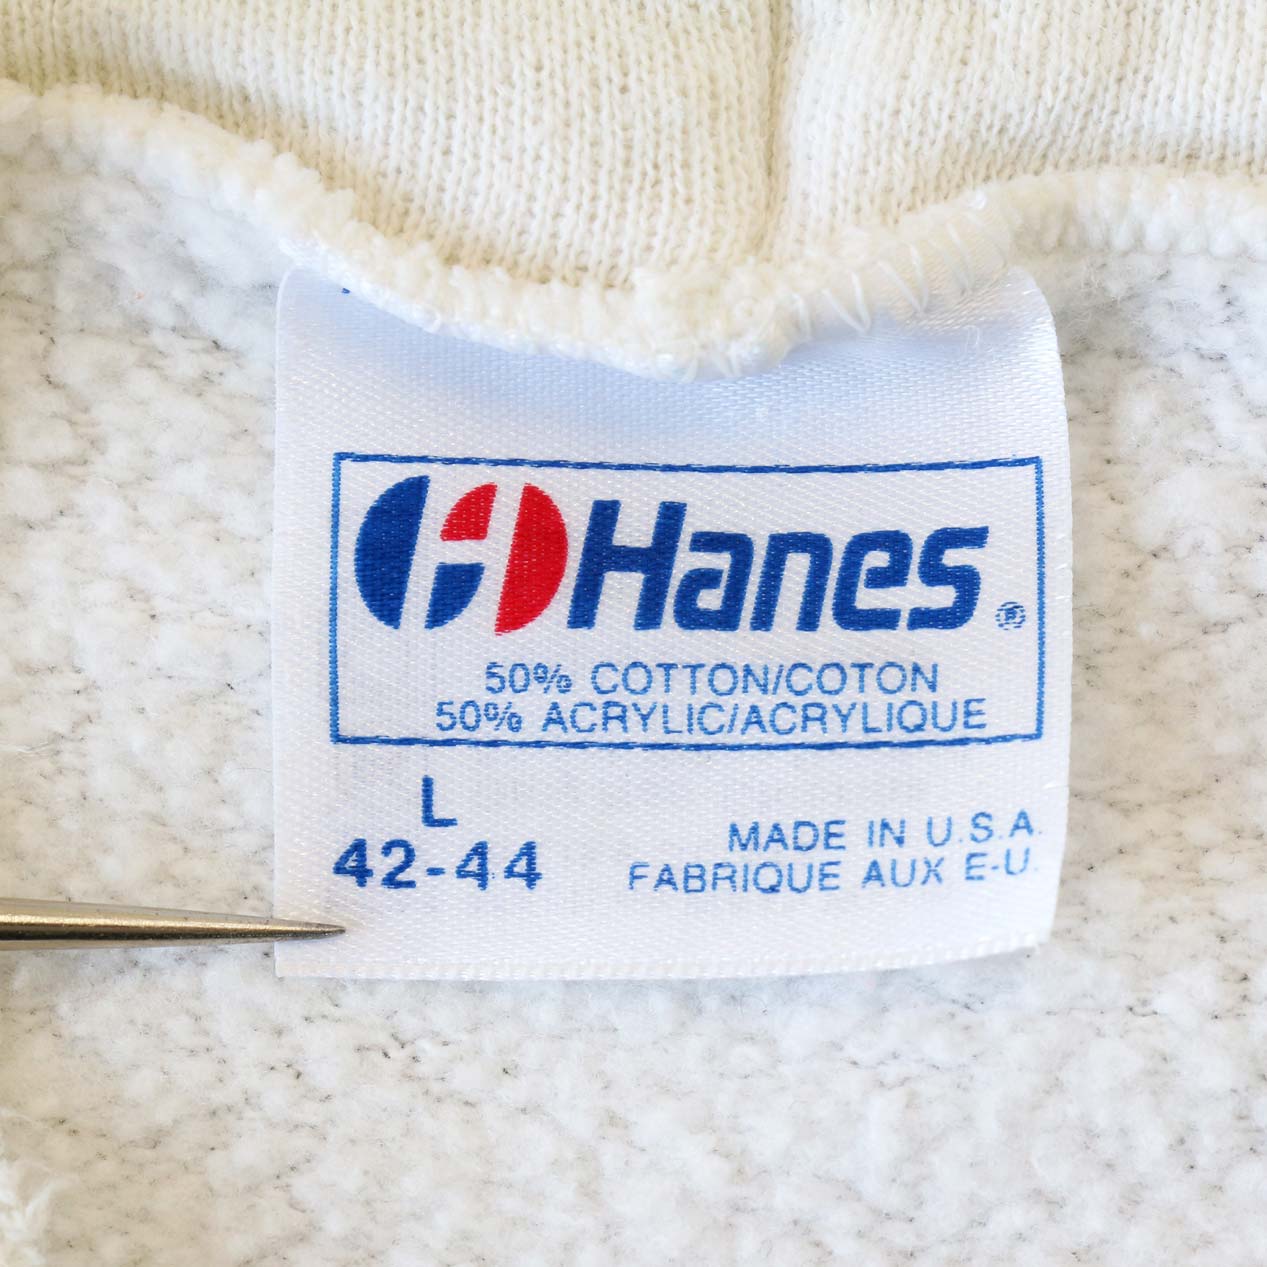 Hanes®
50% COTTON/COTON
50% ACRYLIC/ACRYLIQUE
L
42-44
MADE IN U.S.A.
FABRIQUE AUX E-U.